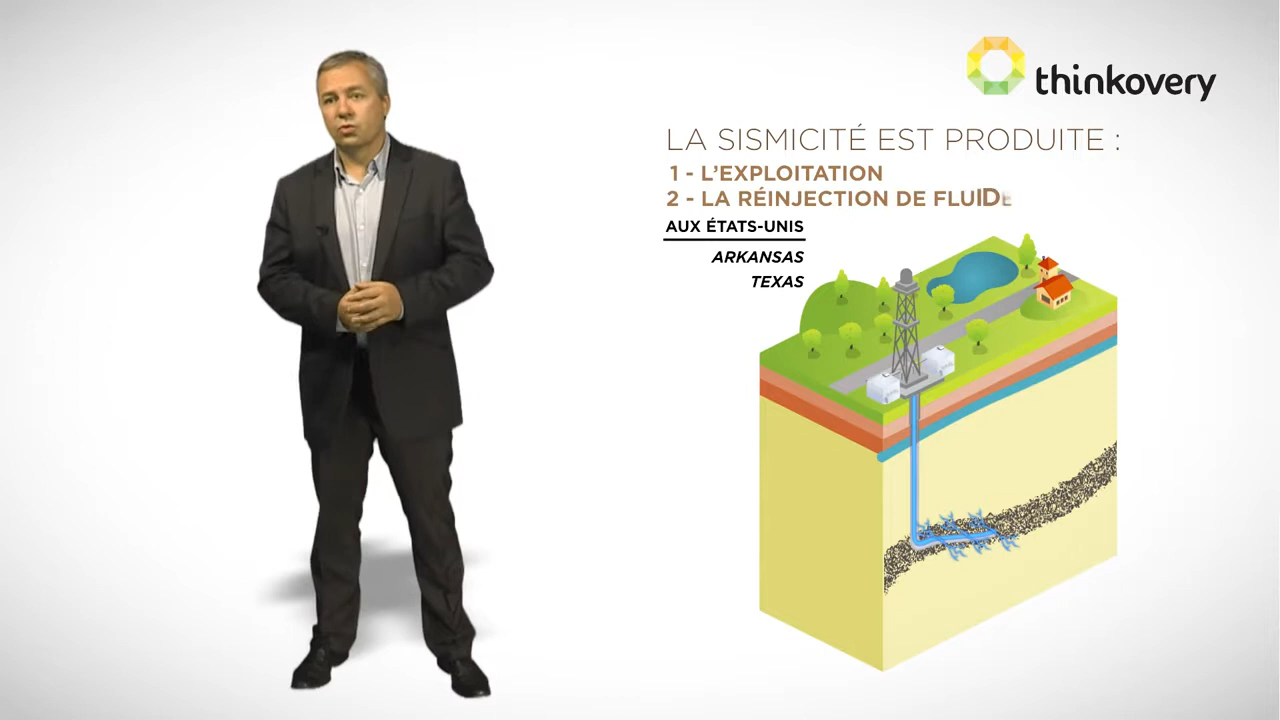 thinkovery
LA SISMICITÉ EST PRODUITE :
1 - L'EXPLOITATION
2 - LA RÉINJECTION DE FLUIDE
AUX ÉTATS-UNIS
ARKANSAS
TEXAS